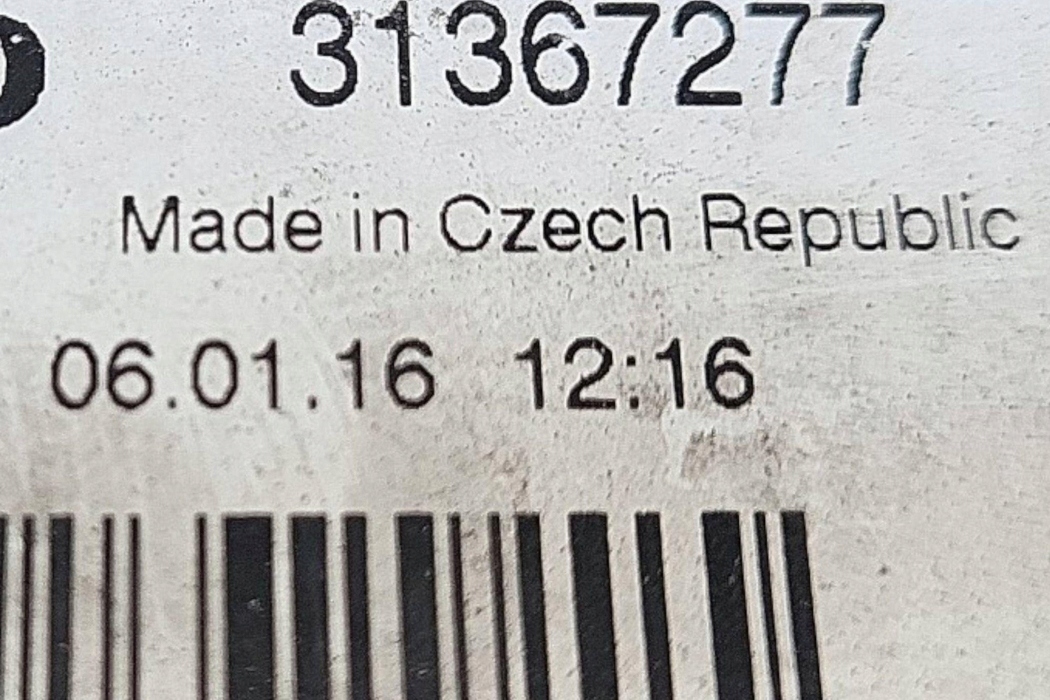 31367277
Made in Czech Republic
06.01.16 12:16